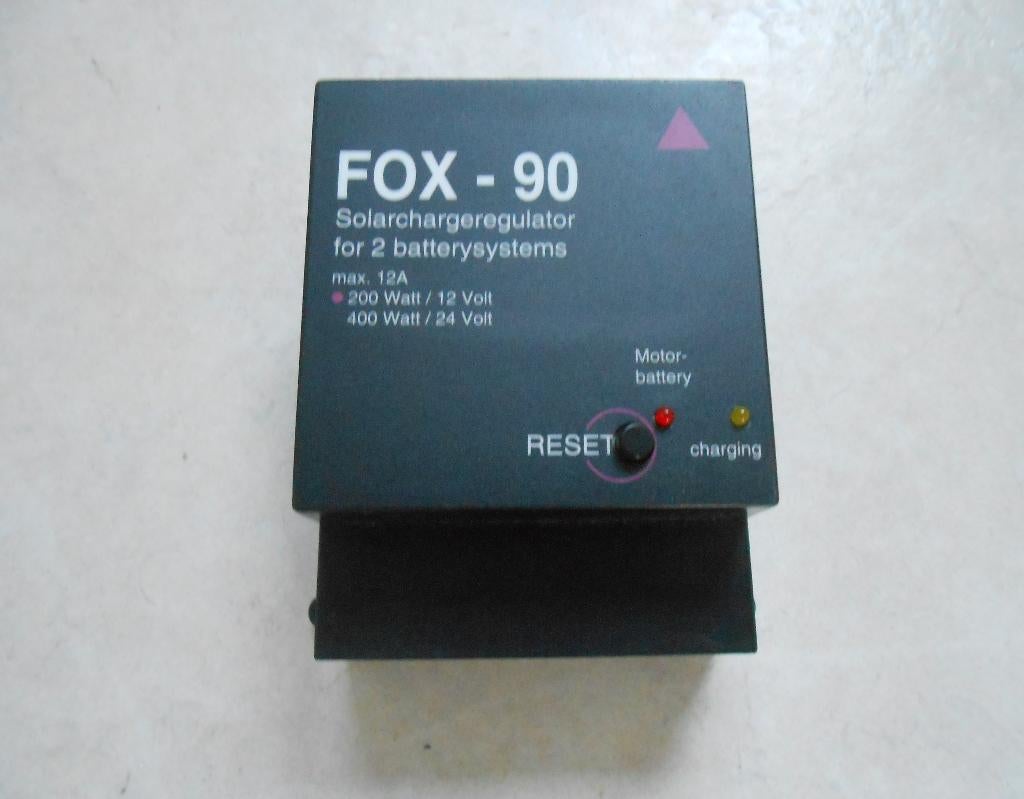 FOX - 90
Solarchargeregulator
for 2 batterysystems
max. 12A
200 Watt / 12 Volt
400 Watt / 24 Volt
Motor-
battery
RESET
charging